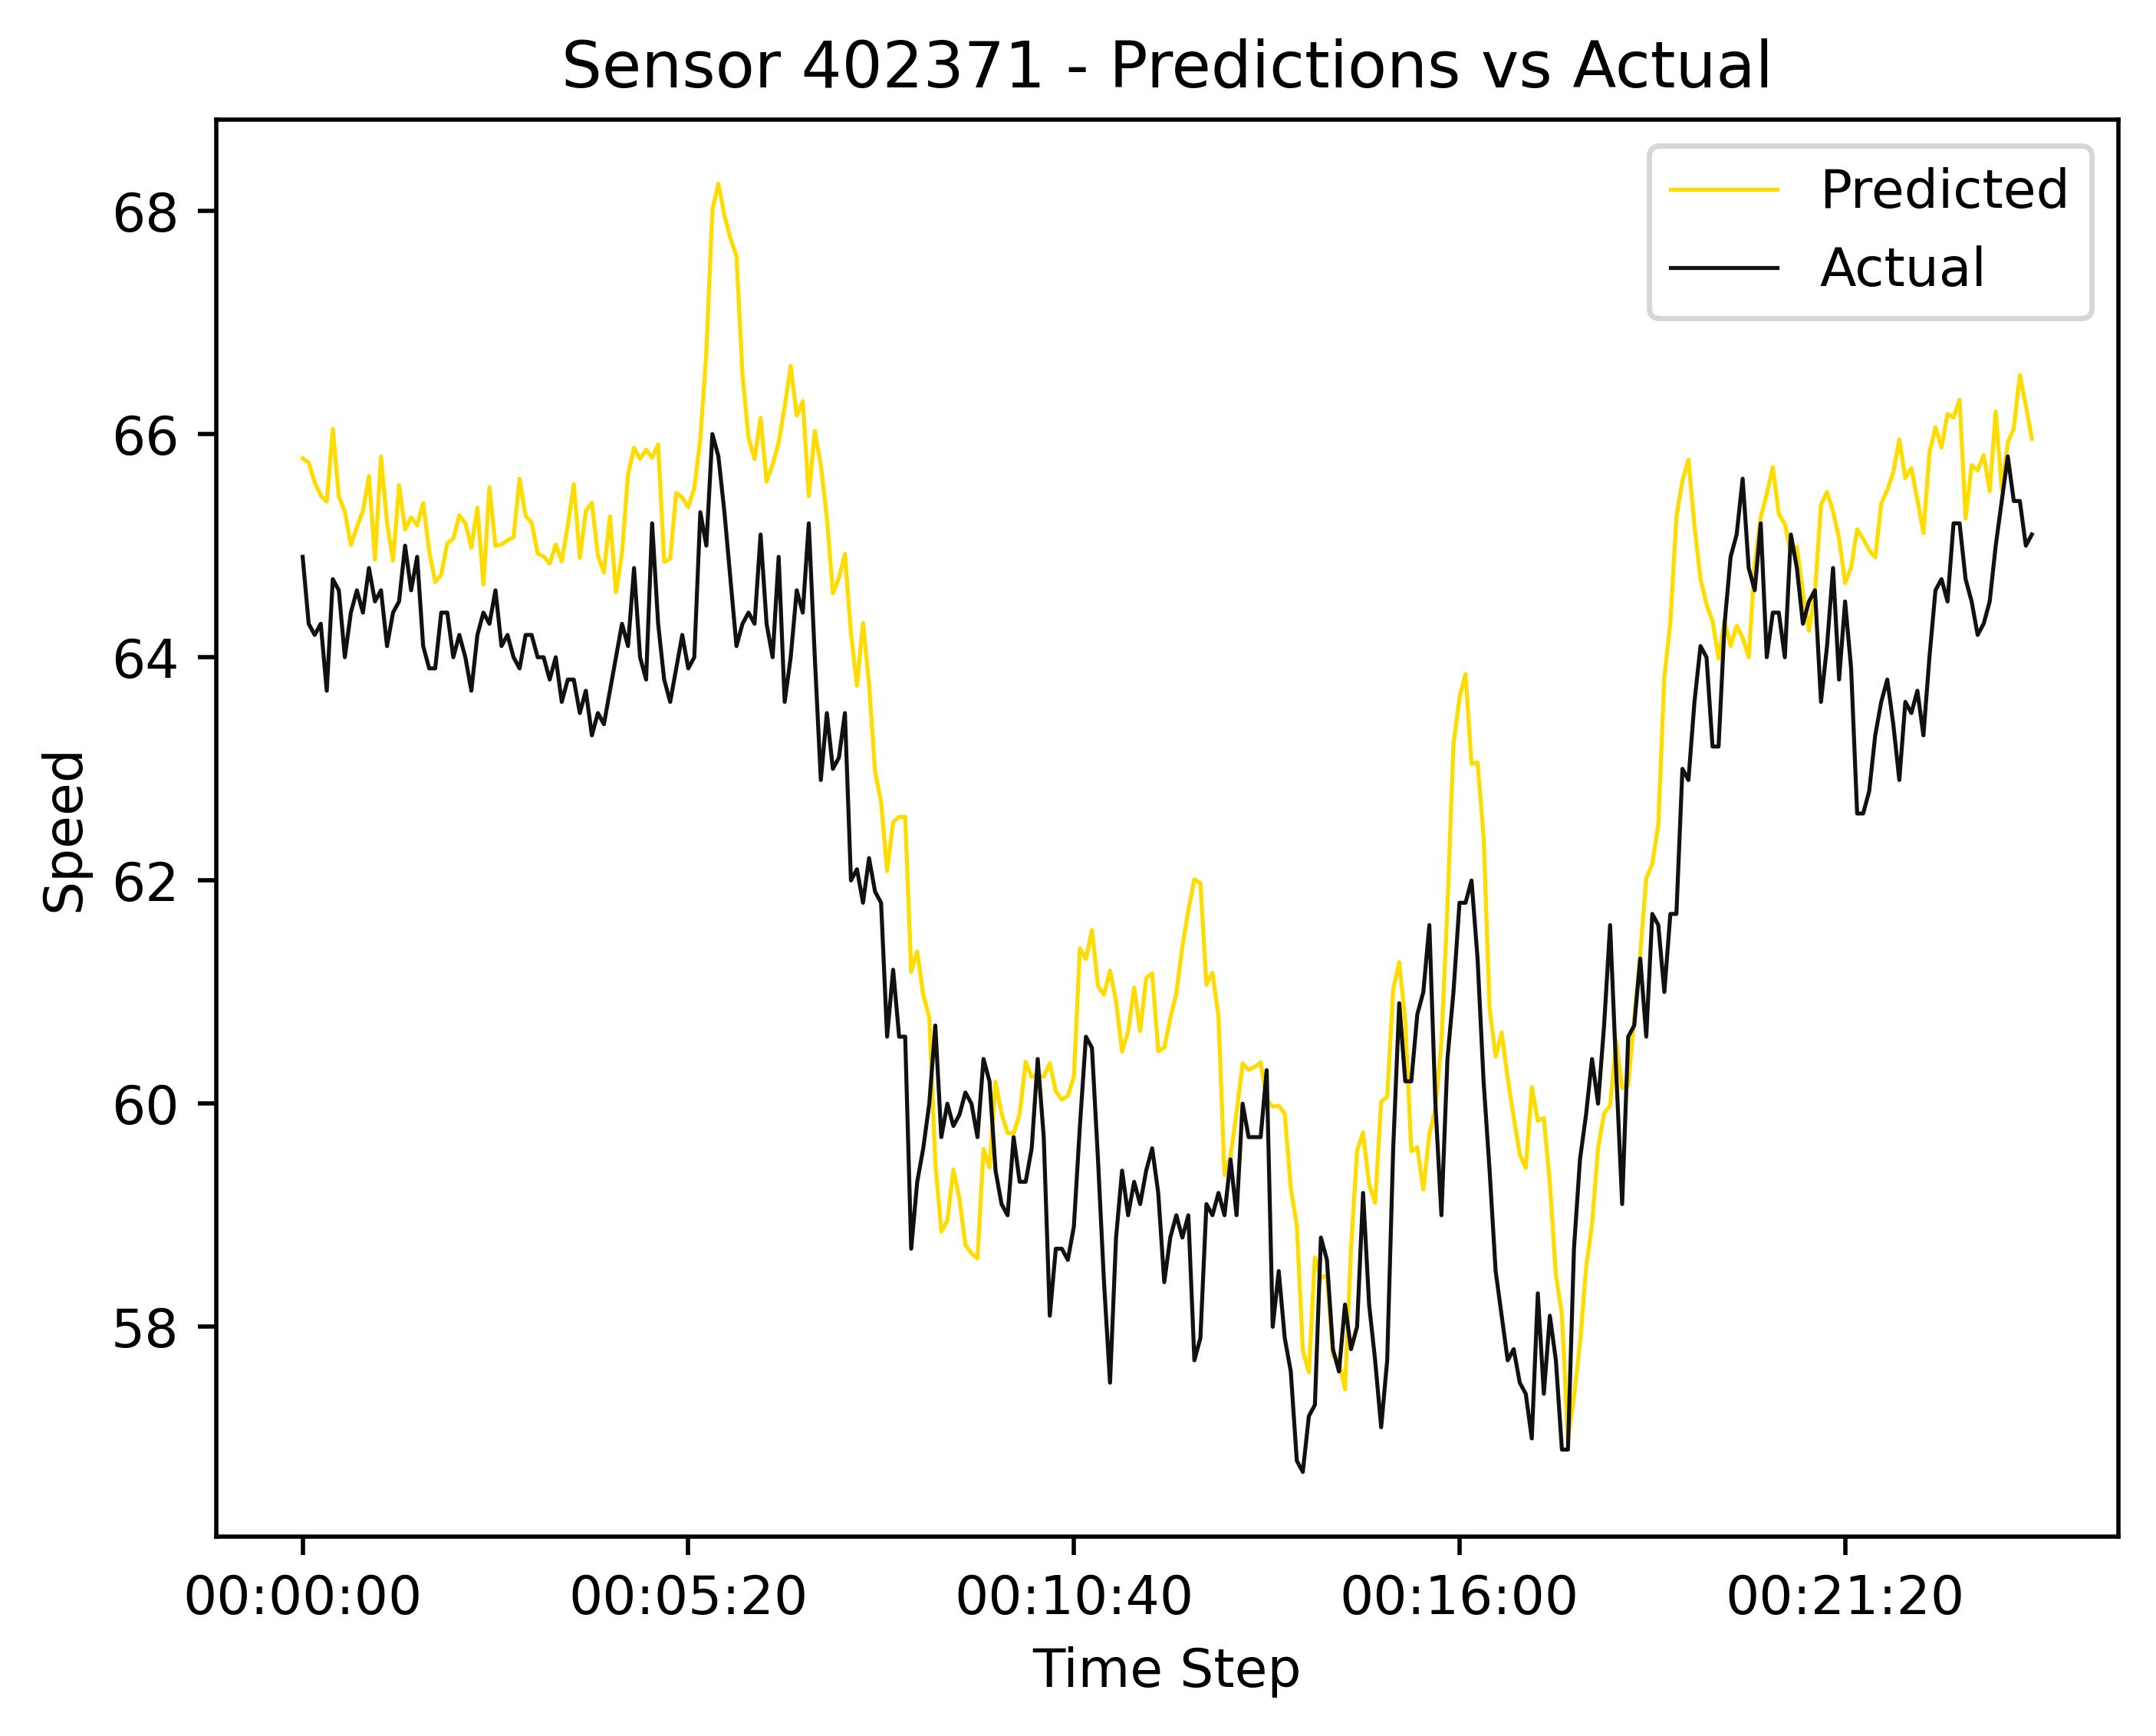 Sensor 402371 - Predictions vs Actual
Predicted
Actual
68
66
64
62
60
58
Speed
00:00:00 00:05:20 00:10:40 00:16:00 00:21:20
Time Step